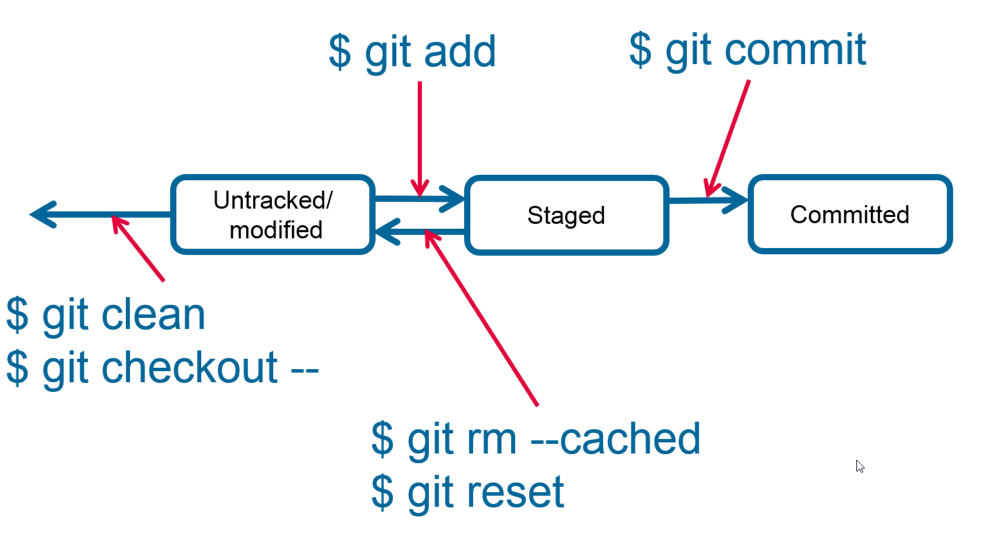 $ git add
$ git commit
Untracked/
modified
Staged
Committed
$ git clean
$ git checkout --
$ git rm --cached
$ git reset